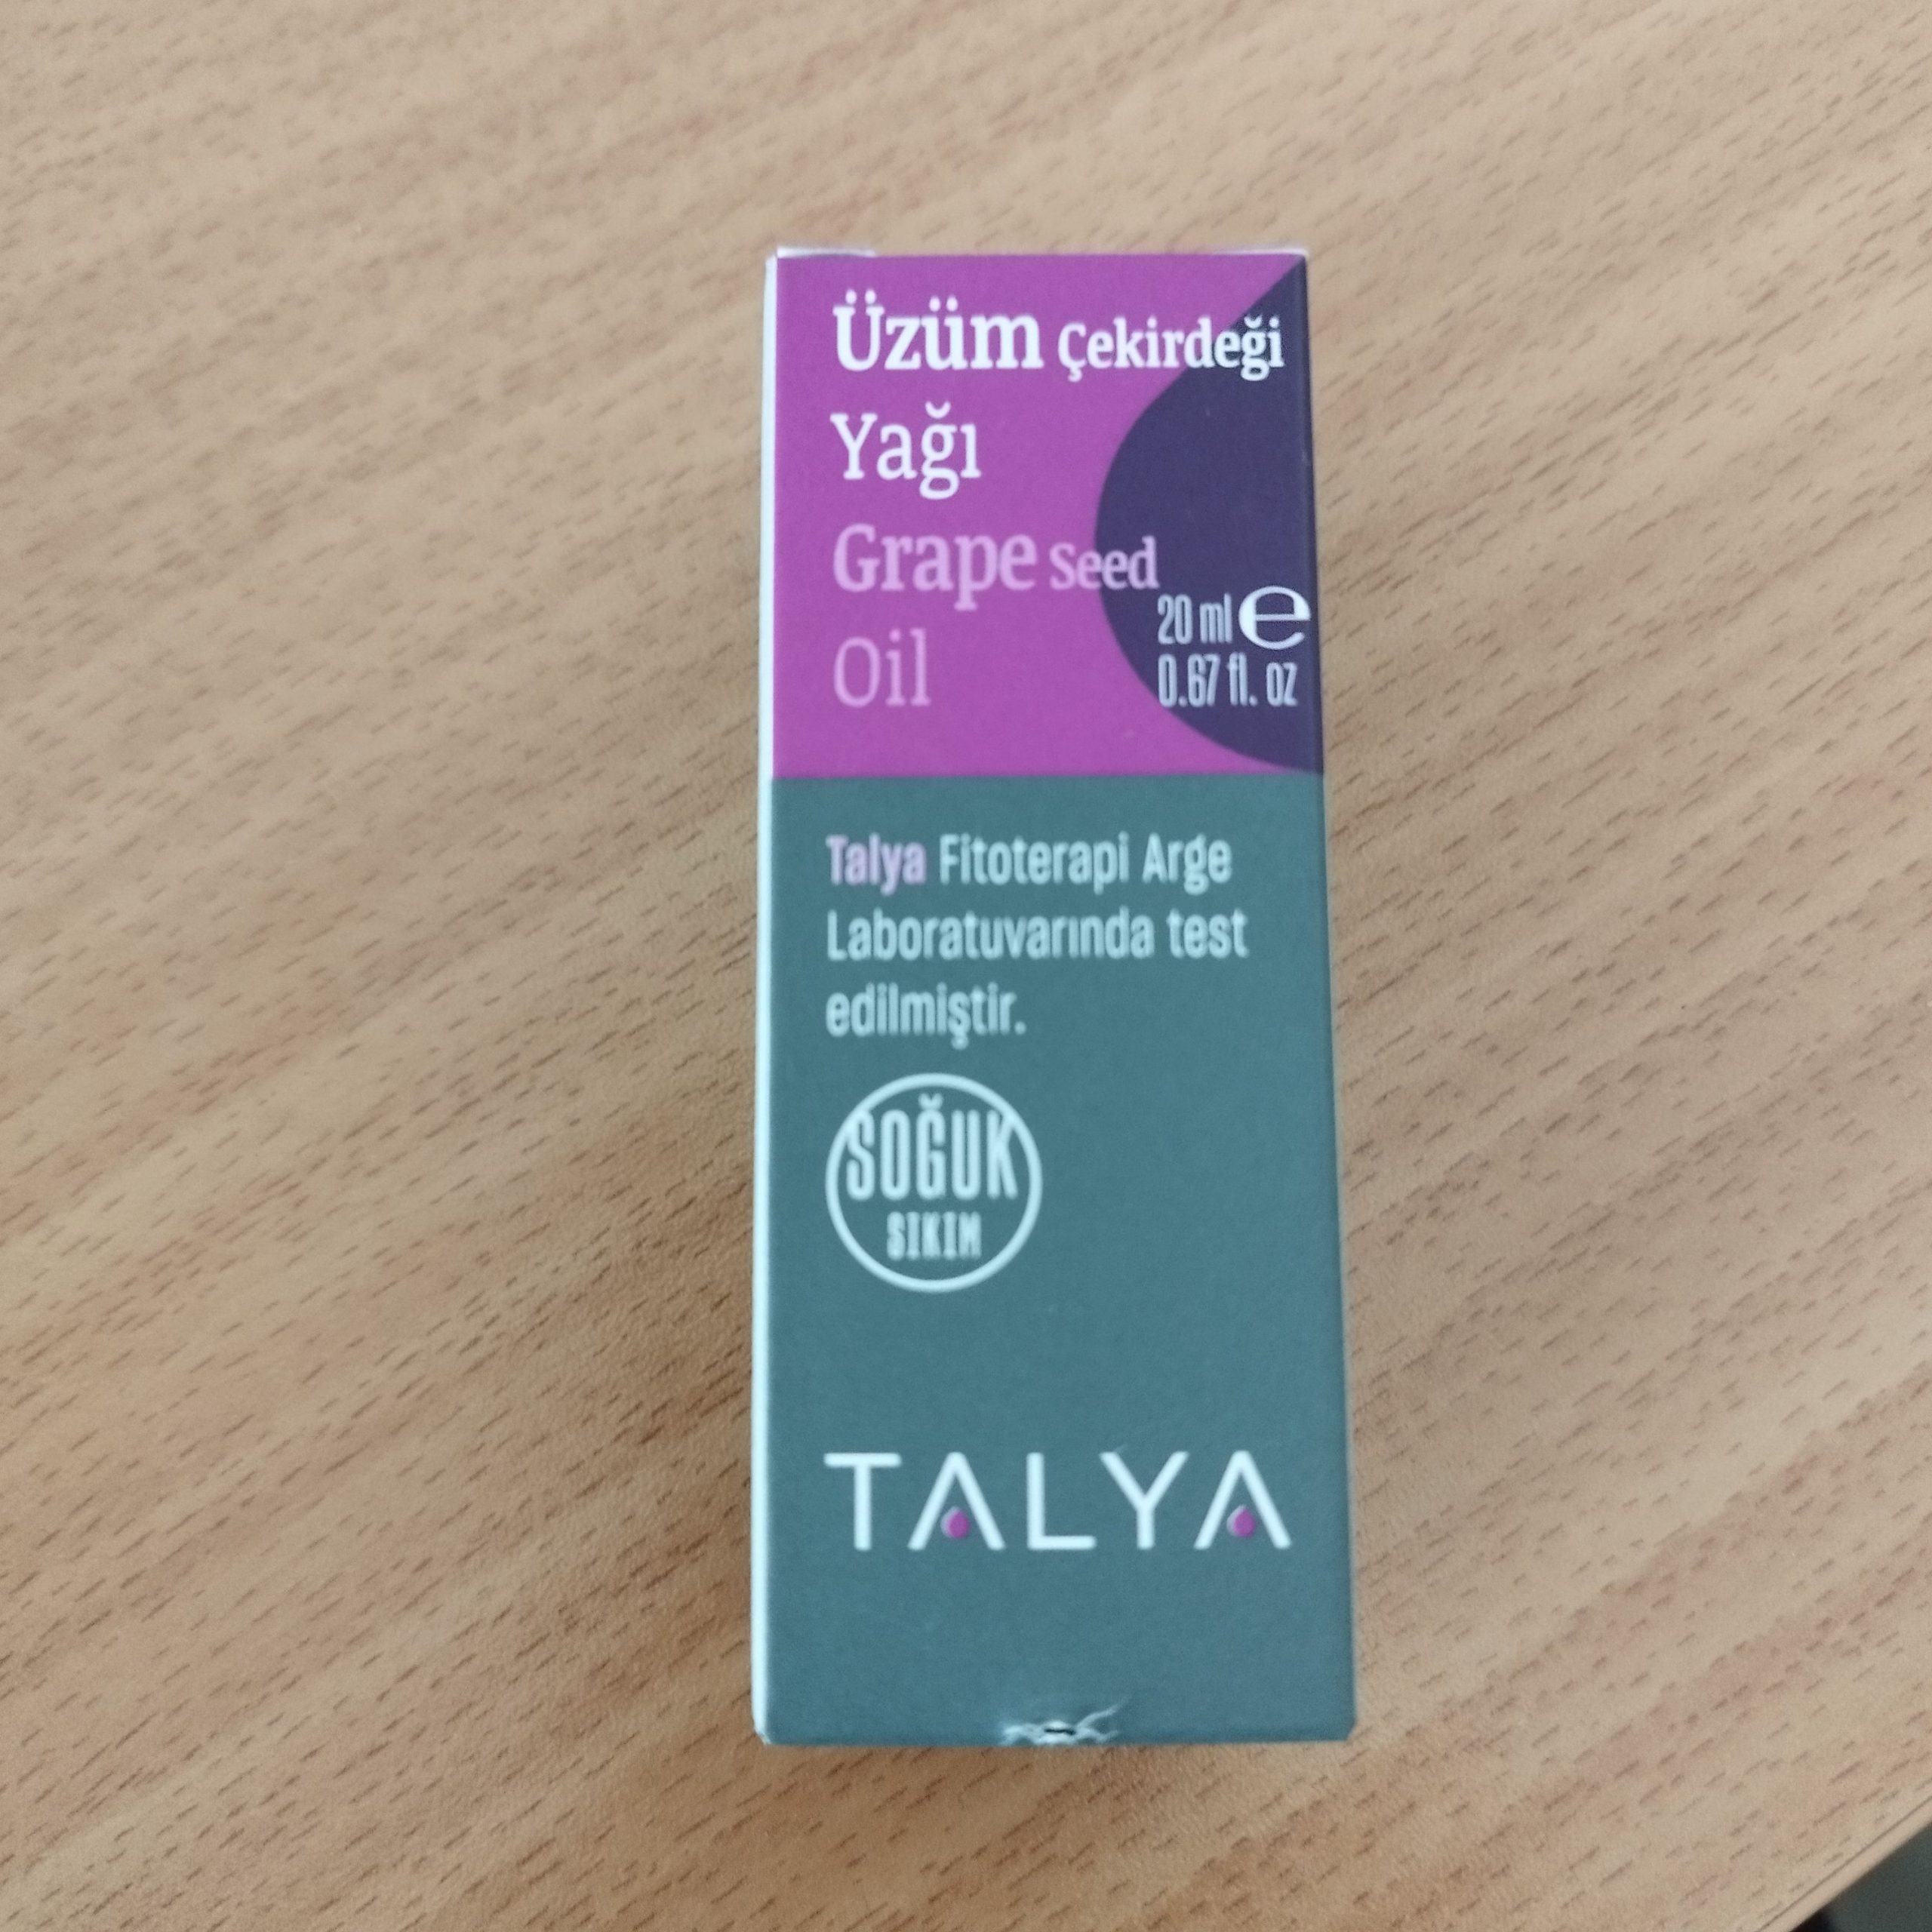 Üzüm Çekirdeği
Yağı
Grape Seed
Oil
20 ml e
0.67 fl. oz
Talya Fitoterapi Arge
Laboratuvarında test
edilmiştir.
SOĞUK
SIKIM
TALYA